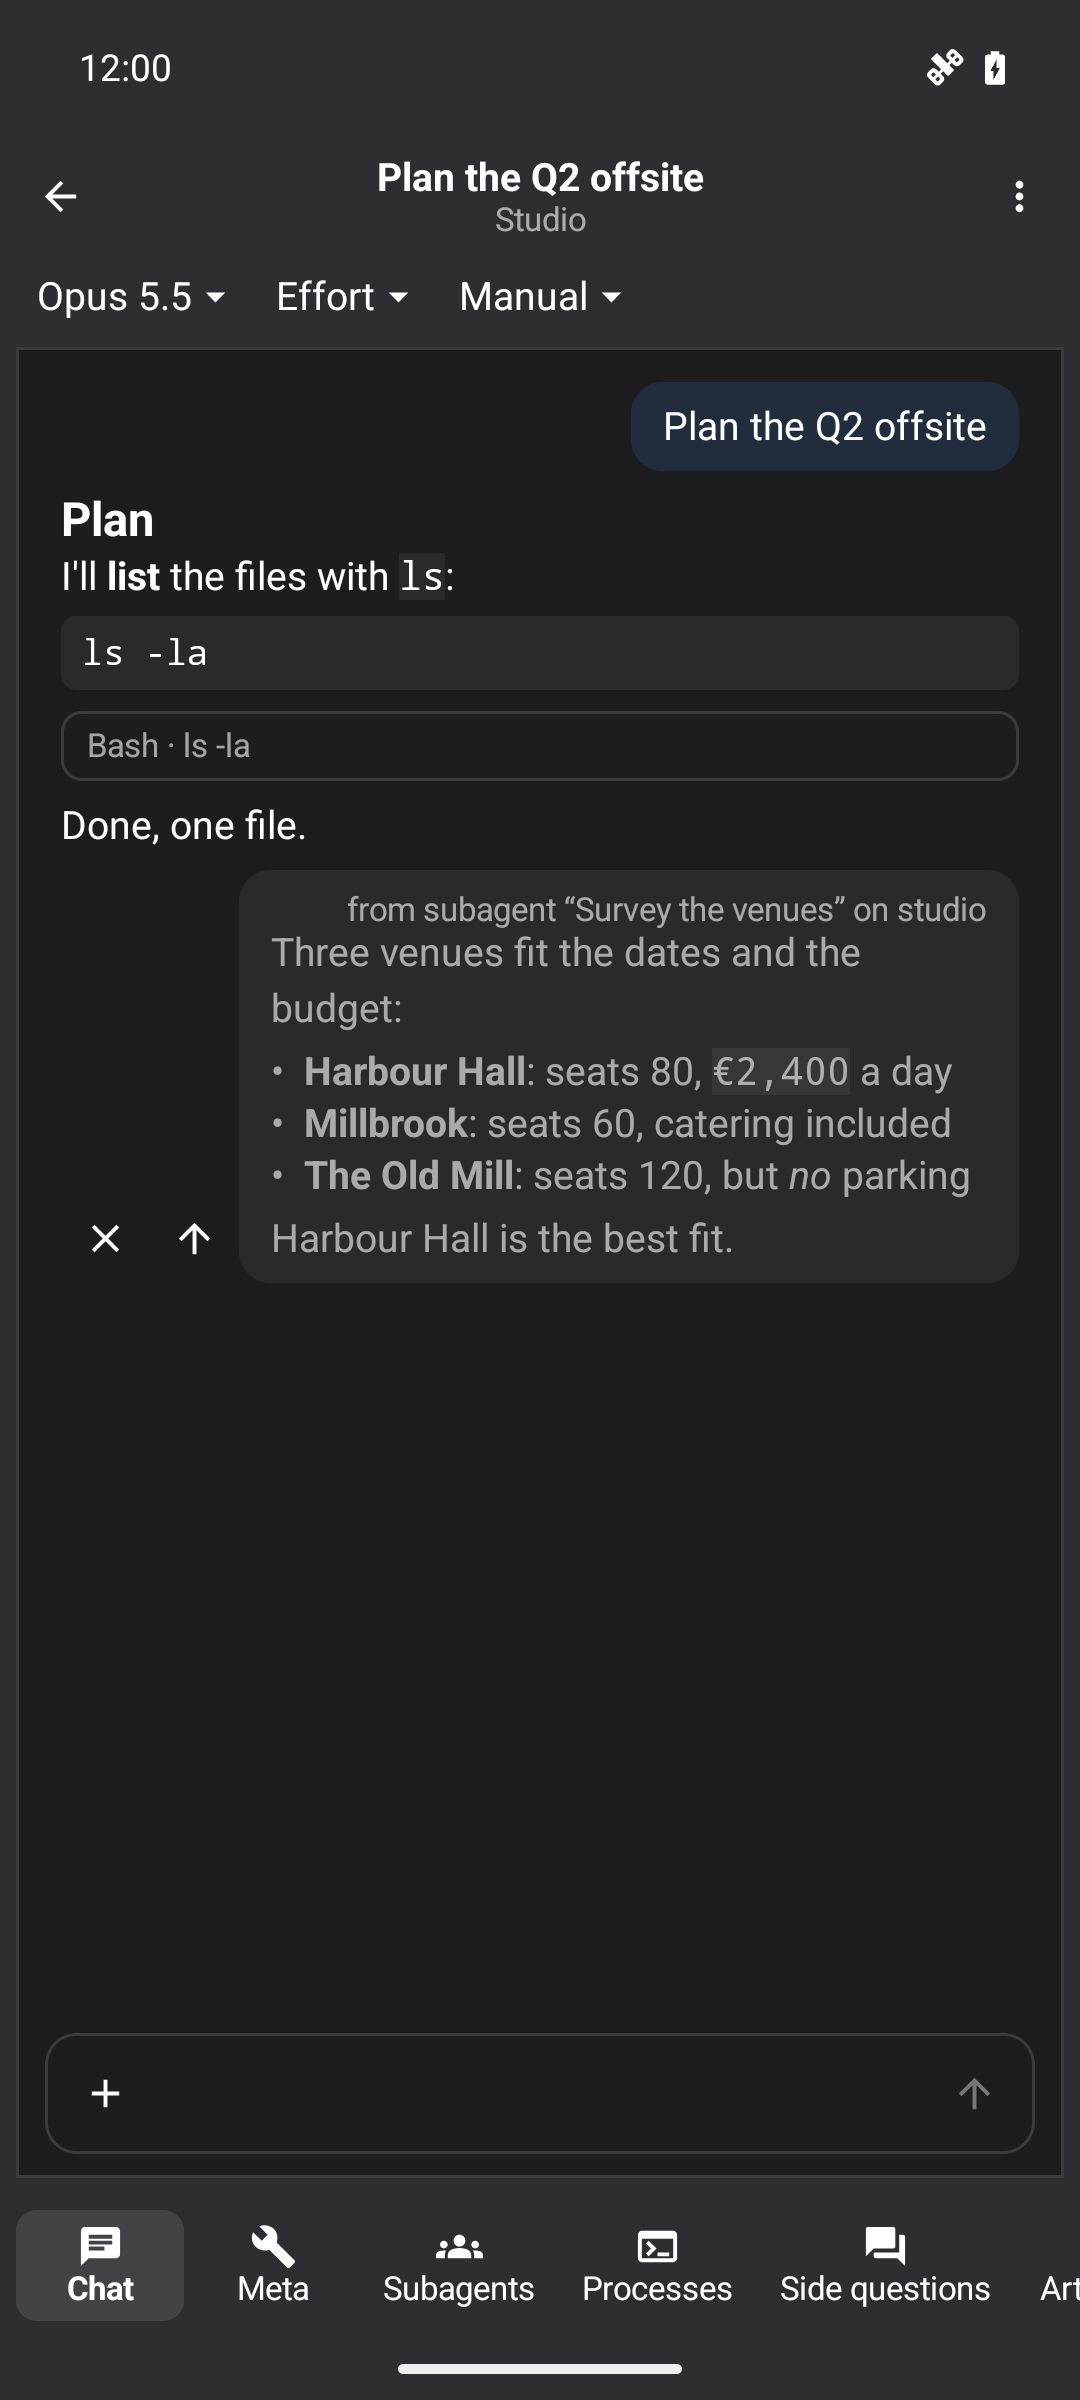 12:00
Plan the Q2 offsite
Studio
Opus 5.5
Effort
Manual
Plan the Q2 offsite
Plan
I'll list the files with ls:
ls -la
Bash · ls -la
Done, one file.
from subagent “Survey the venues” on studio
Three venues fit the dates and the
budget:
• Harbour Hall: seats 80, €2,400 a day
• Millbrook: seats 60, catering included
• The Old Mill: seats 120, but no parking
Harbour Hall is the best fit.
Chat
Meta
Subagents
Processes
Side questions
Art